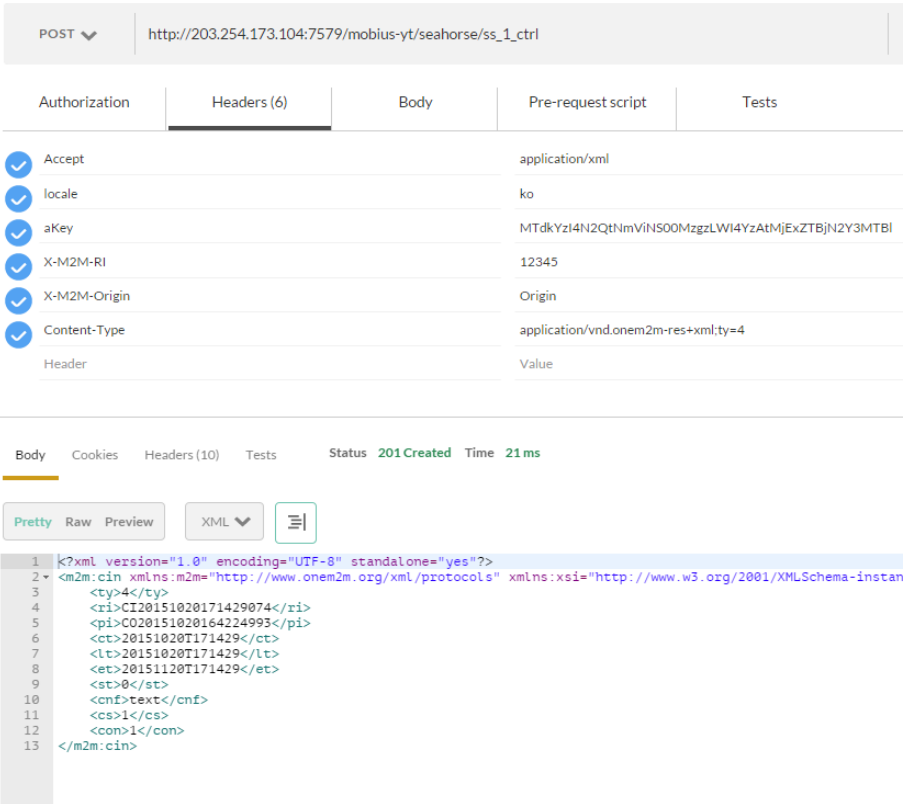 POST http://203.254.173.104:7579/mobius-yt/seahorse/ss_1_ctrl
Authorization Headers (6) Body Pre-request script Tests
Accept application/xml
locale ko
aKey MTdkYzI4N2QtNmViNS00MzgzLWI4YzAtMjExZTBjN2Y3MTBl
X-M2M-RI 12345
X-M2M-Origin Origin
Content-Type application/vnd.onem2m-res+xml;ty=4
Header Value
Body Cookies Headers (10) Tests Status 201 Created Time 21 ms
Pretty Raw Preview XML
1 <?xml version="1.0" encoding="UTF-8" standalone="yes"?>
2 <m2m:cin xmlns:m2m="http://www.onem2m.org/xml/protocols" xmlns:xsi="http://www.w3.org/2001/XMLSchema-instan
3 <ty>4</ty>
4 <ri>CI20151020171429074</ri>
5 <pi>CO20151020164224993</pi>
6 <ct>20151020T171429</ct>
7 <lt>20151020T171429</lt>
8 <et>20151120T171429</et>
9 <st>0</st>
10 <cnf>text</cnf>
11 <cs>1</cs>
12 <con>1</con>
13 </m2m:cin>